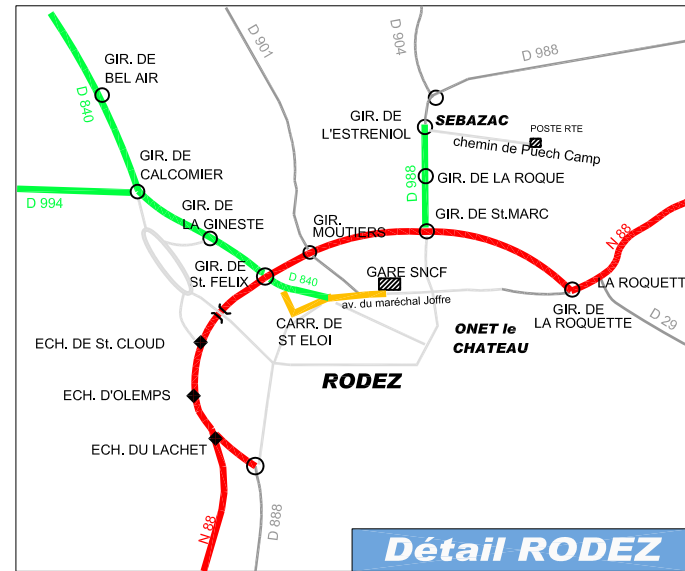 D 901
D 904
D 988
GIR. DE
BEL AIR
D 840
GIR. DE
L'ESTRENIOL
SEBAZAC
POSTE RTE
chemin de Puech Camp
GIR. DE
CALCOMIER
D 994
D 988
GIR. DE LA ROQUE
GIR. DE
LA GINESTE
GIR.
MOUTIERS
GIR. DE St.MARC
N 88
GIR. DE
St. FELIX
D 840
GARE SNCF
LA ROQUETTE
av. du maréchal Joffre
GIR. DE
LA ROQUETTE
CARR. DE
ST ELOI
ONET le
CHATEAU
D 29
ECH. DE St. CLOUD
RODEZ
ECH. D'OLEMPS
ECH. DU LACHET
N 88
D 888
Détail RODEZ